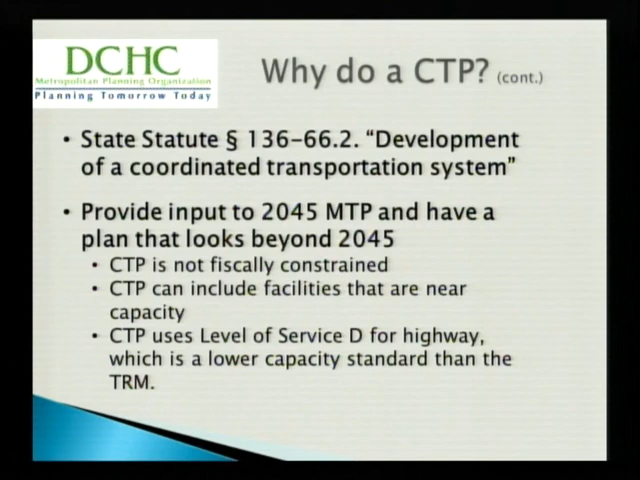 DCHC
Metropolitan Planning Organization
Planning Tomorrow Today
Why do a CTP? (cont.)
• State Statute § 136-66.2. “Development
of a coordinated transportation system”
• Provide input to 2045 MTP and have a
plan that looks beyond 2045
• CTP is not fiscally constrained
• CTP can include facilities that are near
capacity
• CTP uses Level of Service D for highway,
which is a lower capacity standard than the
TRM.